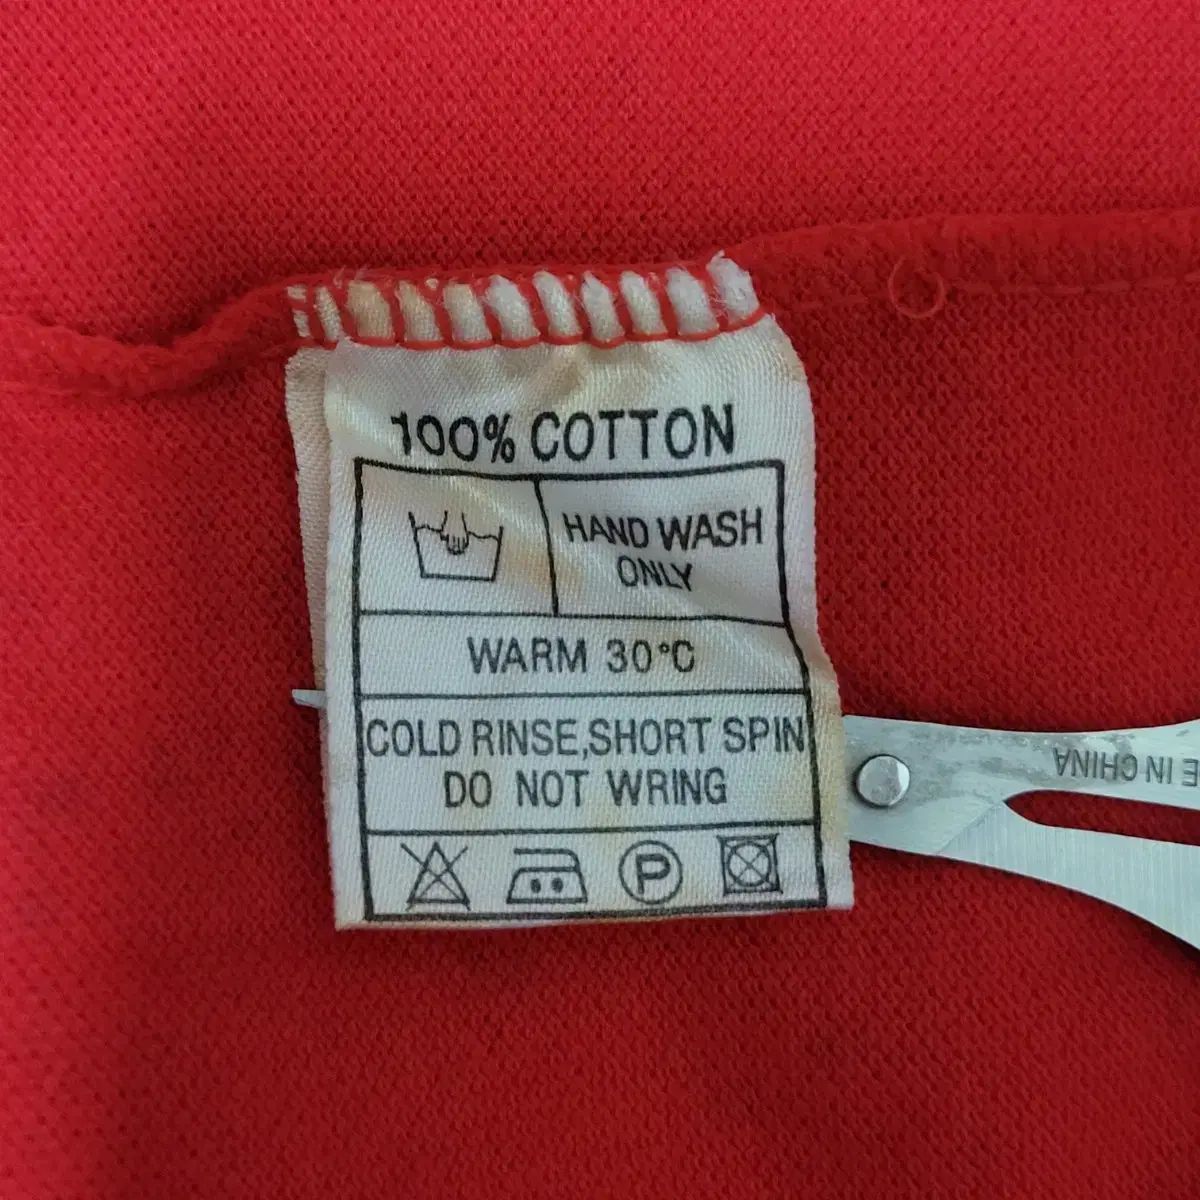 100% COTTON
HAND WASH
ONLY
WARM 30°C
COLD RINSE,SHORT SPIN
DO NOT WRING
P
E IN CHINA